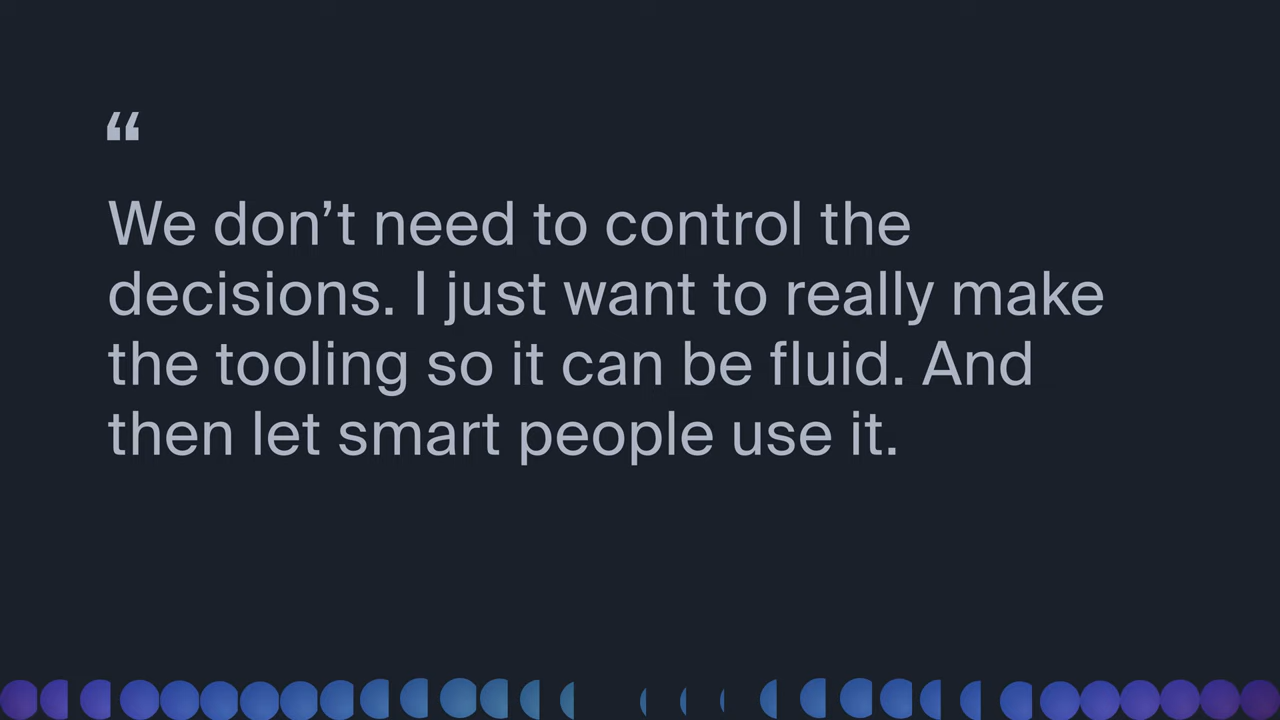 “
We don’t need to control the
decisions. I just want to really make
the tooling so it can be fluid. And
then let smart people use it.